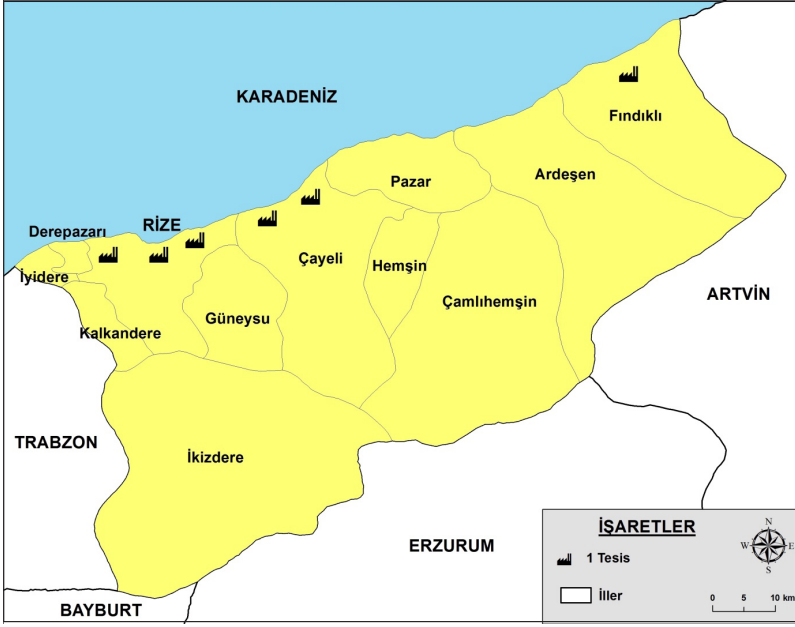 KARADENİZ
Fındıklı
Pazar
Ardeşen
RİZE
Derepazarı
Çayeli
Hemşin
İyidere
ARTVİN
Çamlıhemşin
Güneysu
Kalkandere
TRABZON
İkizdere
ERZURUM
BAYBURT
İŞARETLER
1 Tesis
İller
N
W
E
S
0 5 10 km